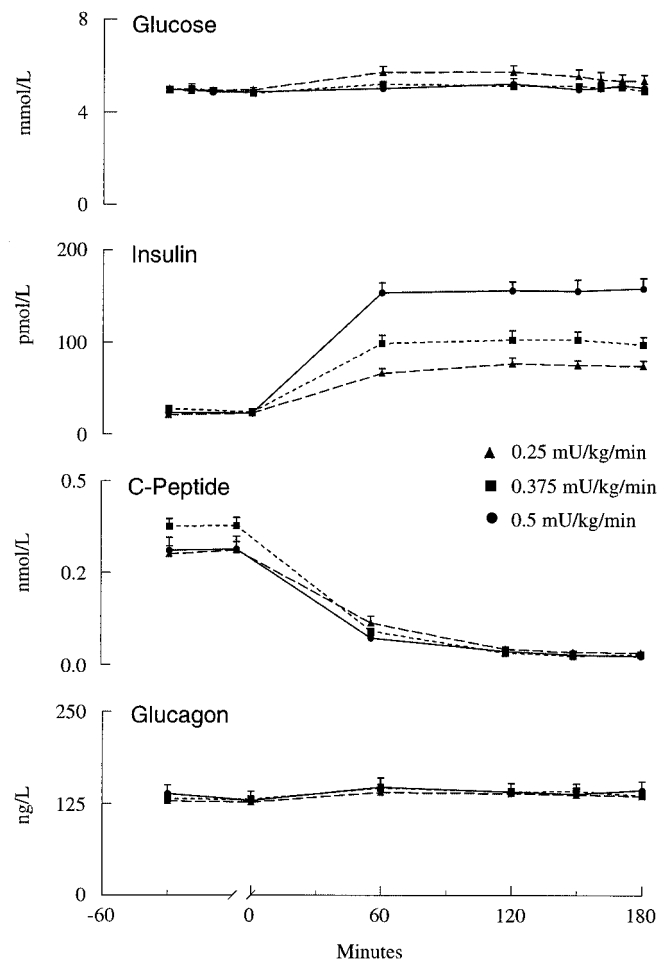 Glucose
8
4
0
mmol/L
Insulin
200
100
0
pmol/L
0.25 mU/kg/min
0.375 mU/kg/min
0.5 mU/kg/min
C-Peptide
0.5
0.2
0.0
nmol/L
Glucagon
250
125
0
ng/L
-60 0 60 120 180
Minutes